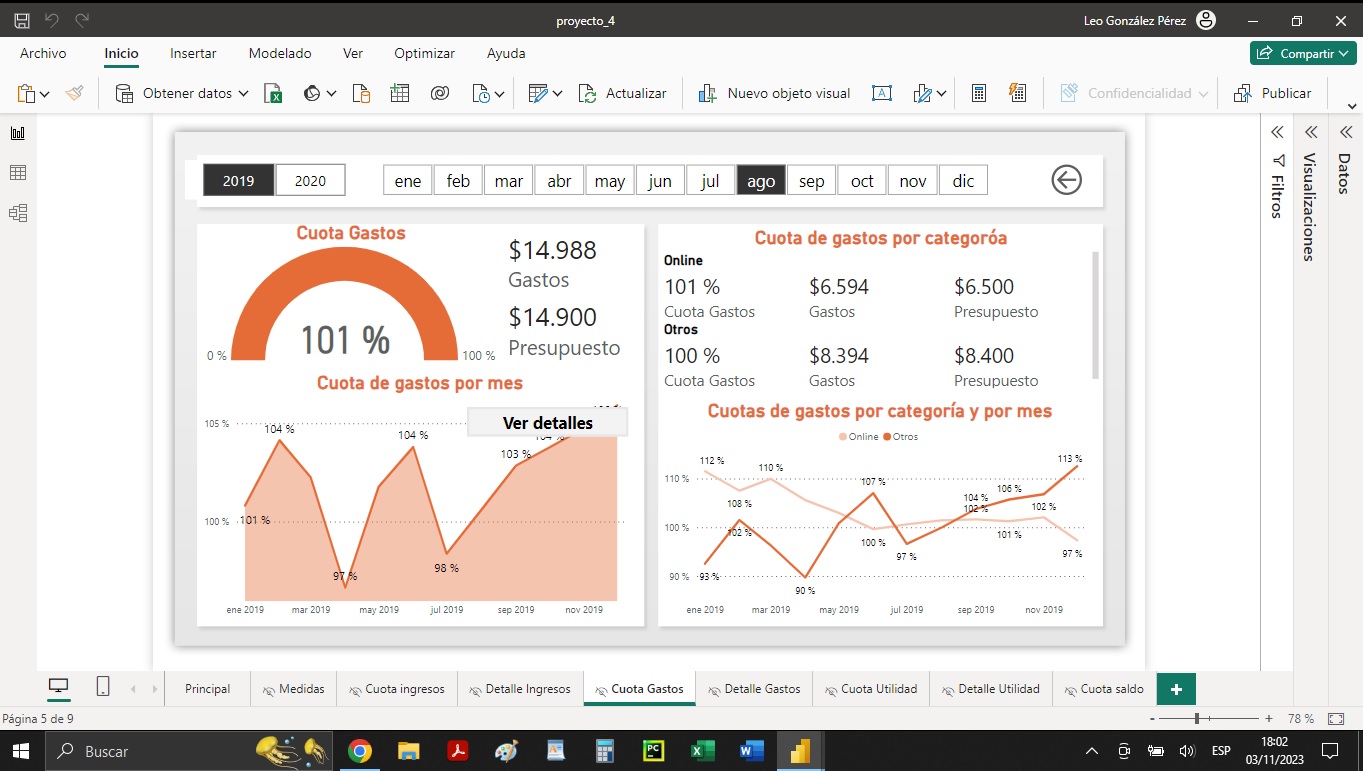 proyecto_4
Leo González Pérez
Archivo Inicio Insertar Modelado Ver Optimizar Ayuda
Compartir
Obtener datos Actualizar Nuevo objeto visual Confidencialidad Publicar
2019 2020 ene feb mar abr may jun jul ago sep oct nov dic
Cuota Gastos
0 % 101 % 100 %
$14.988
Gastos
$14.900
Presupuesto
Cuota de gastos por mes
Ver detalles
105 %
100 %
101 %
104 %
97 %
104 %
98 %
103 %
ene 2019 mar 2019 may 2019 jul 2019 sep 2019 nov 2019
Cuota de gastos por categoróa
Online
101 % $6.594 $6.500
Cuota Gastos Gastos Presupuesto
Otros
100 % $8.394 $8.400
Cuota Gastos Gastos Presupuesto
Cuotas de gastos por categoría y por mes
Online Otros
110 %
100 %
90 %
112 %
108 %
110 %
100 %
102 %
101 %
102 %
97 %
93 %
102 %
90 %
107 %
97 %
104 %
106 %
113 %
ene 2019 mar 2019 may 2019 jul 2019 sep 2019 nov 2019
Filtros
Visualizaciones
Datos
Principal Medidas Cuota ingresos Detalle Ingresos Cuota Gastos Detalle Gastos Cuota Utilidad Detalle Utilidad Cuota saldo
Página 5 de 9
78 %
Buscar
ESP
18:02
03/11/2023